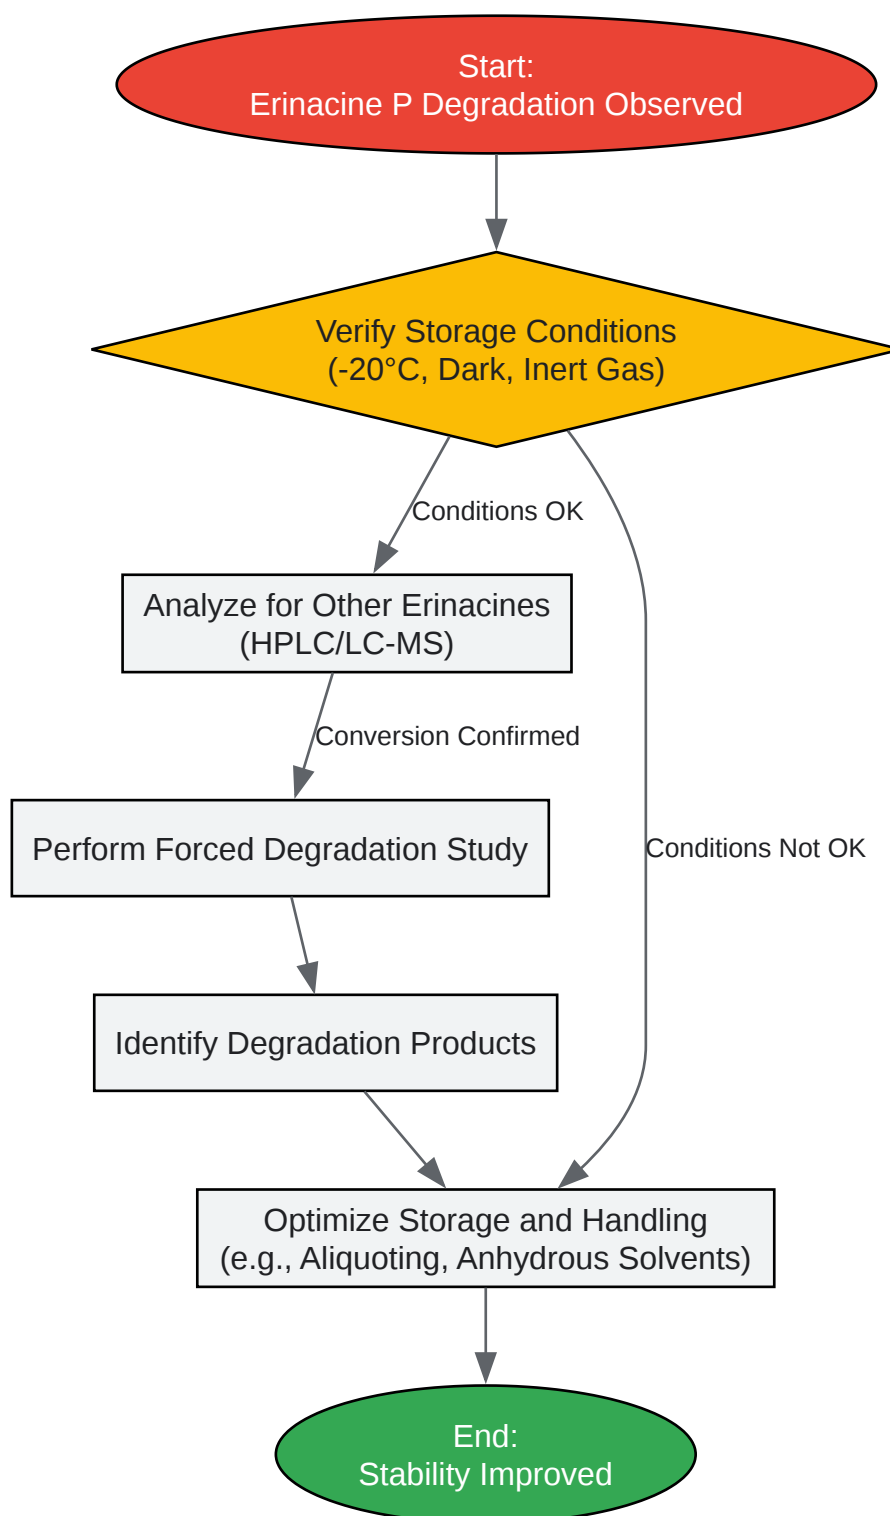 Start:
Erinacine P Degradation Observed
Verify Storage Conditions
(-20°C, Dark, Inert Gas)
Conditions OK
Analyze for Other Erinacines
(HPLC/LC-MS)
Conversion Confirmed
Perform Forced Degradation Study
Conditions Not OK
Identify Degradation Products
Optimize Storage and Handling
(e.g., Aliquoting, Anhydrous Solvents)
End:
Stability Improved